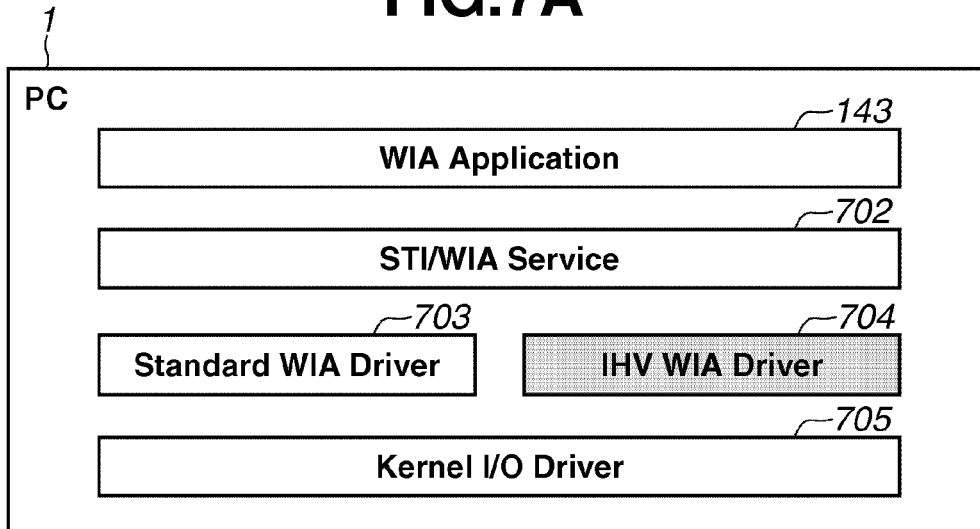 FIG.7A
1
PC
143
WIA Application
702
STI/WIA Service
703
704
Standard WIA Driver
IHV WIA Driver
705
Kernel I/O Driver